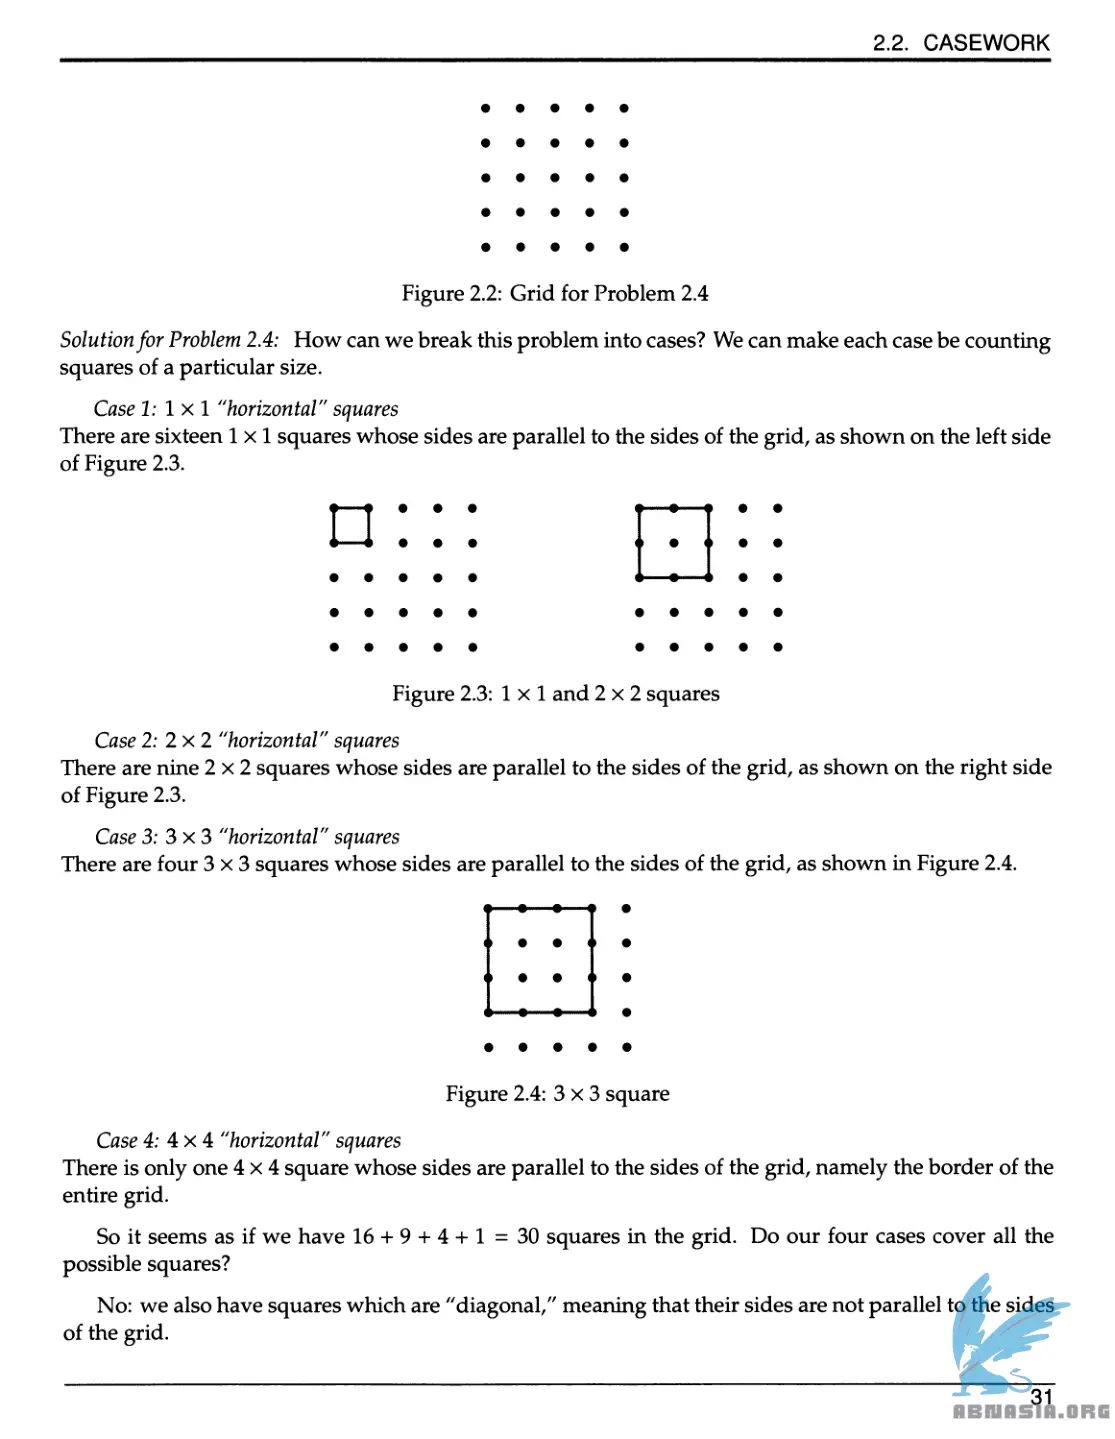 2.2. CASEWORK
Figure 2.2: Grid for Problem 2.4
Solution for Problem 2.4: How can we break this problem into cases? We can make each case be counting
squares of a particular size.
Case 1: 1 × 1 "horizontal" squares
There are sixteen 1 × 1 squares whose sides are parallel to the sides of the grid, as shown on the left side
of Figure 2.3.
Figure 2.3: 1 × 1 and 2 × 2 squares
Case 2: 2 × 2 "horizontal" squares
There are nine 2 × 2 squares whose sides are parallel to the sides of the grid, as shown on the right side
of Figure 2.3.
Case 3: 3 × 3 "horizontal" squares
There are four 3 × 3 squares whose sides are parallel to the sides of the grid, as shown in Figure 2.4.
Figure 2.4: 3 × 3 square
Case 4: 4 × 4 "horizontal" squares
There is only one 4 × 4 square whose sides are parallel to the sides of the grid, namely the border of the
entire grid.
So it seems as if we have 16 + 9 + 4 + 1 = 30 squares in the grid. Do our four cases cover all the
possible squares?
No: we also have squares which are "diagonal," meaning that their sides are not parallel to the sides
of the grid.
31
ABNASIA.ORG